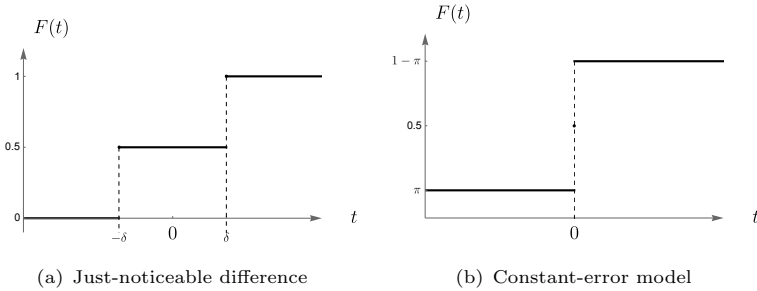 F(t)
1
0.5
0
−δ
0
δ
t
(a) Just-noticeable difference
F(t)
1 − π
0.5
π
0
t
(b) Constant-error model